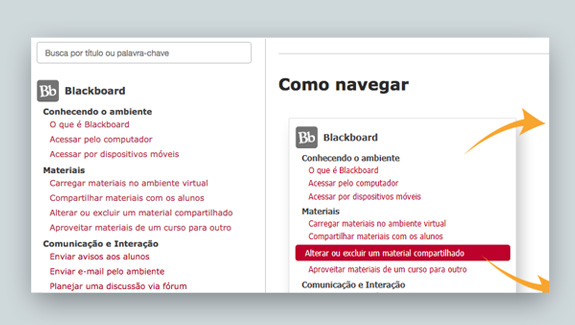 Busca por título ou palavra-chave
Bb Blackboard
Conhecendo o ambiente
O que é Blackboard
Acessar pelo computador
Acessar por dispositivos móveis
Materiais
Carregar materiais no ambiente virtual
Compartilhar materiais com os alunos
Alterar ou excluir um material compartilhado
Aproveitar materiais de um curso para outro
Comunicação e Interação
Enviar avisos aos alunos
Enviar e-mail pelo ambiente
Planejar uma discussão via fórum
Como navegar
Bb Blackboard
Conhecendo o ambiente
O que é Blackboard
Acessar pelo computador
Acessar por dispositivos móveis
Materiais
Carregar materiais no ambiente virtual
Compartilhar materiais com os alunos
Alterar ou excluir um material compartilhado
Aproveitar materiais de um curso para outro
Comunicação e Interação